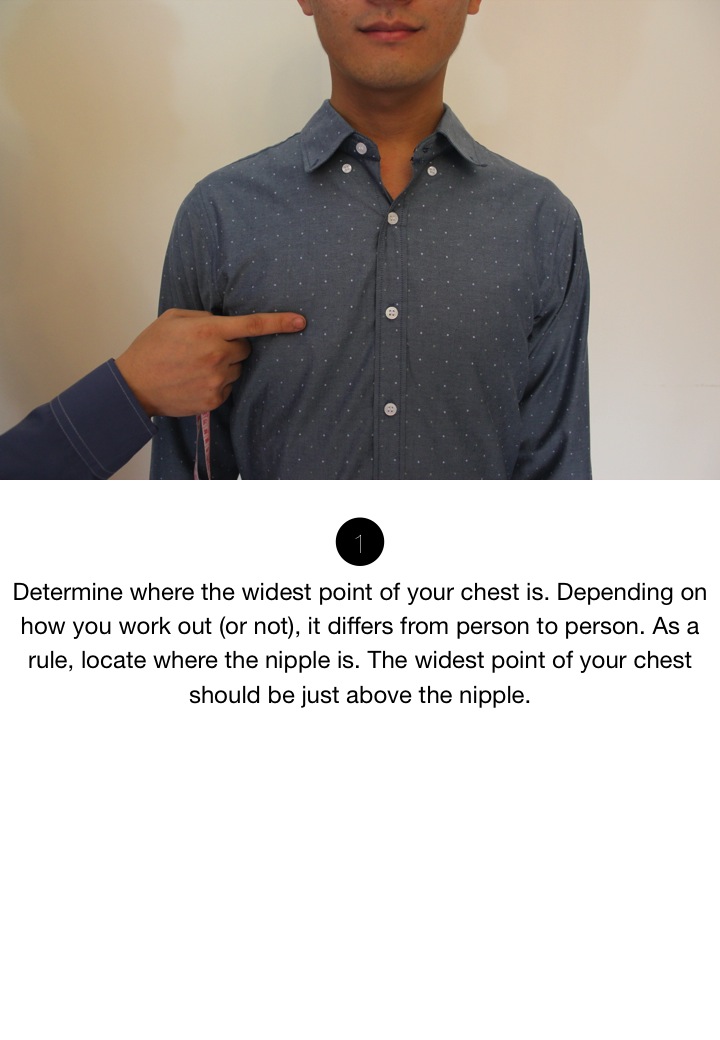 1
Determine where the widest point of your chest is. Depending on
how you work out (or not), it differs from person to person. As a
rule, locate where the nipple is. The widest point of your chest
should be just above the nipple.